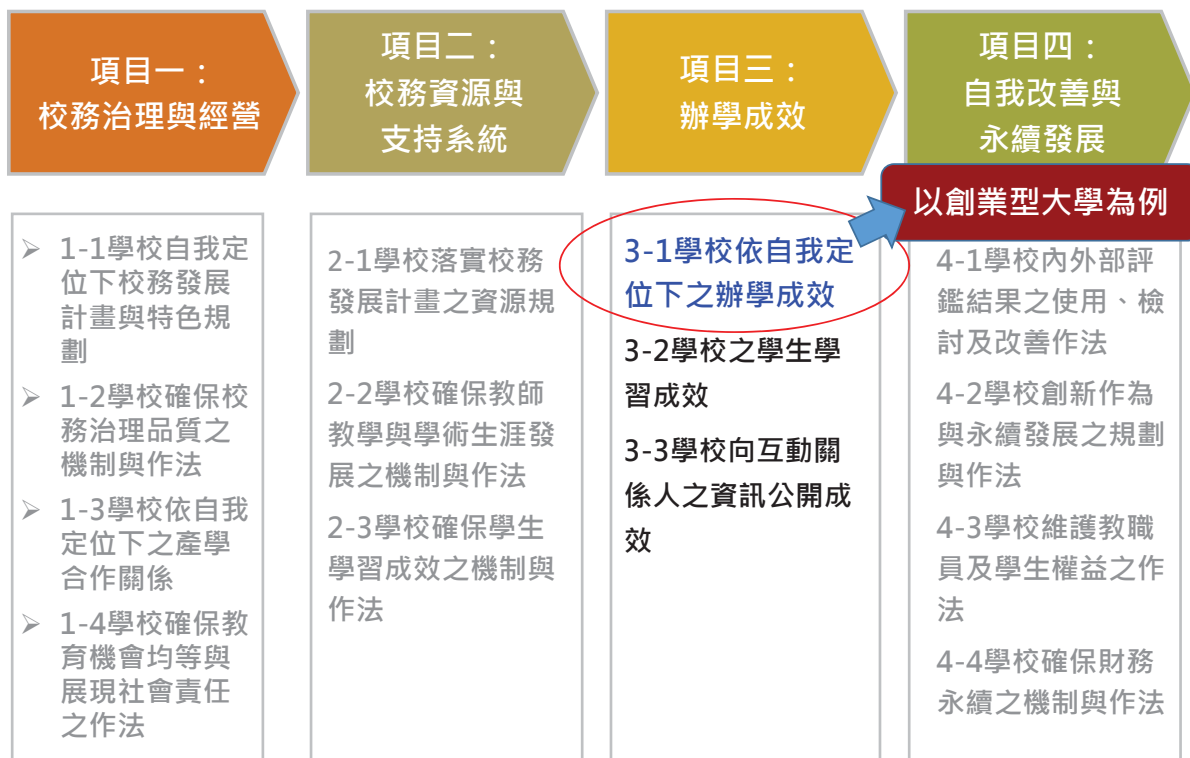 項目一：
校務治理與經營
項目二：
校務資源與
支持系統
項目三：
辦學成效
項目四：
自我改善與
永續發展
以創業型大學為例
➢ 1-1學校自我定
位下校務發展
計畫與特色規
劃
➢ 1-2學校確保校
務治理品質之
機制與作法
➢ 1-3學校依自我
定位下之產學
合作關係
➢ 1-4學校確保教
育機會均等與
展現社會責任
之作法
2-1學校落實校務
發展計畫之資源規
劃
2-2學校確保教師
教學與學術生涯發
展之機制與作法
2-3學校確保學生
學習成效之機制與
作法
3-1學校依自我定
位下之辦學成效
3-2學校之學生學
習成效
3-3學校向互動關
係人之資訊公開成
效
4-1學校內外部評
鑑結果之使用、檢
討及改善作法
4-2學校創新作為
與永續發展之規劃
與作法
4-3學校維護教職
員及學生權益之作
法
4-4學校確保財務
永續之機制與作法